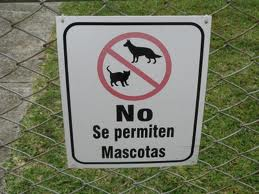 No
Se permiten
Mascotas